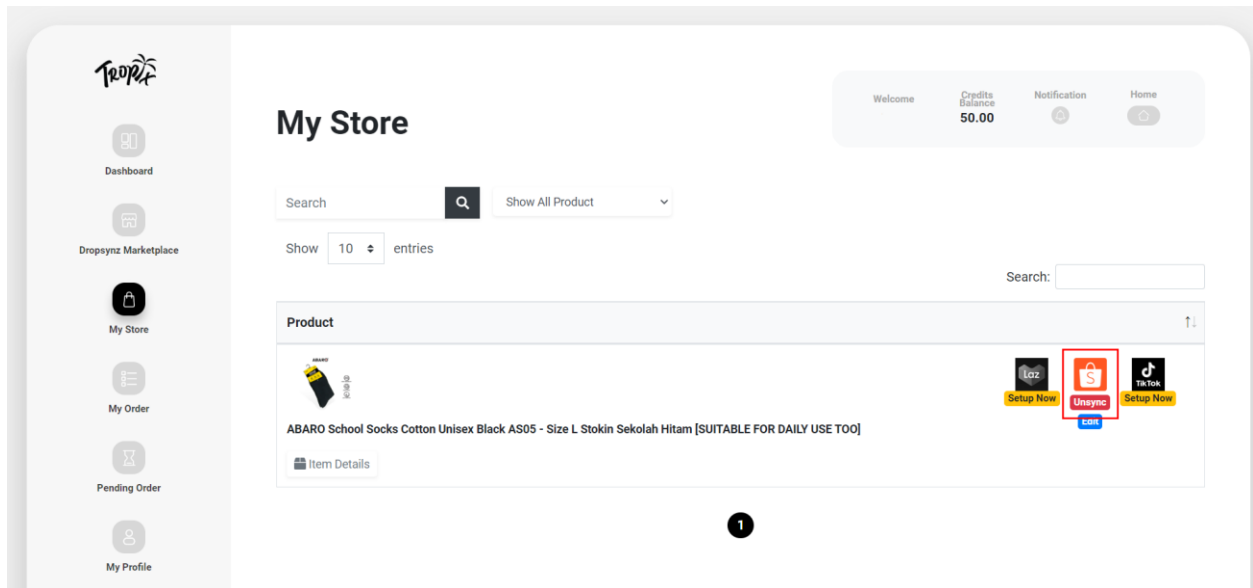 TROPIX
Welcome
Credits
Balance
50.00
Notification
Home
My Store
Dashboard
Search
Show All Product
Dropsynz Marketplace
Show 10 entries
Search:
My Store
Product
ABARO
Laz
Setup Now
S
Unsync
Edit
TikTok
Setup Now
My Order
ABARO School Socks Cotton Unisex Black AS05 - Size L Stokin Sekolah Hitam [SUITABLE FOR DAILY USE TOO]
Item Details
Pending Order
1
My Profile